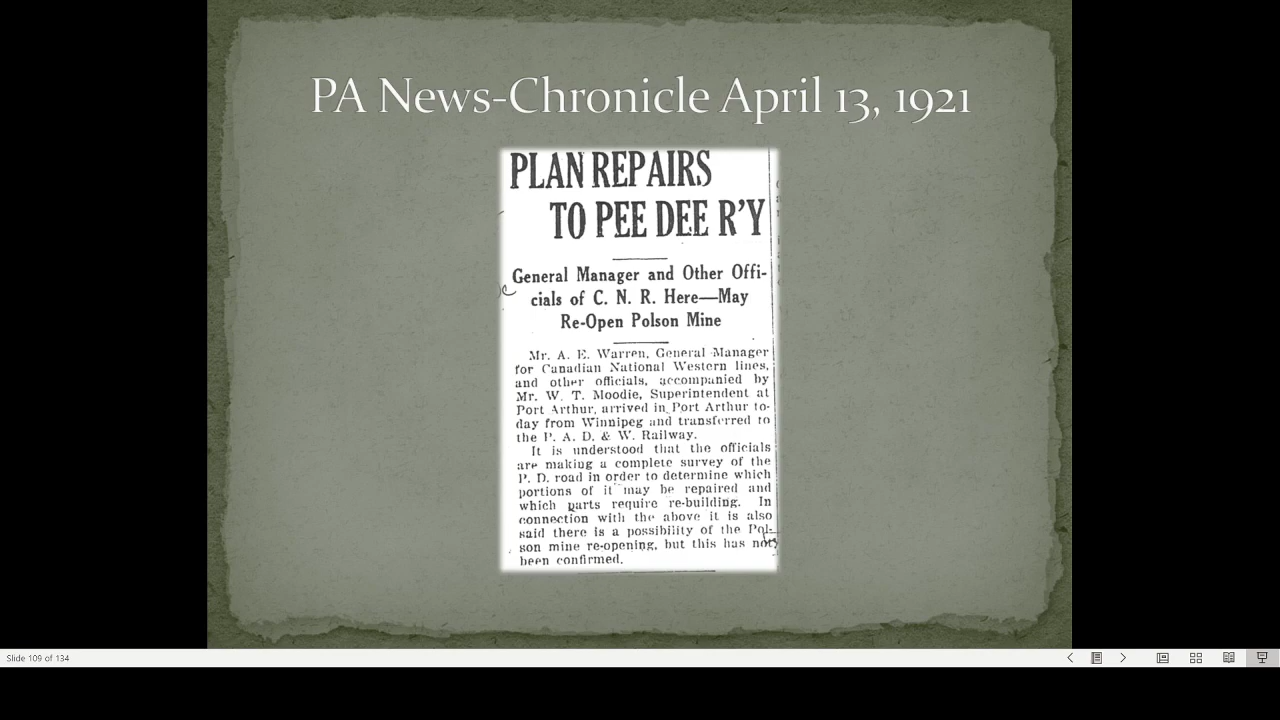 PA News-Chronicle April 13, 1921
PLAN REPAIRS
TO PEE DEE R'Y
General Manager and Other Offi-
cials of C. N. R. Here—May
Re-Open Polson Mine
Mr. A. E. Warren, General Manager
for Canadian National Western lines,
and other officials, accompanied by
Mr. W. T. Moodie, Superintendent at
Port Arthur, arrived in Port Arthur to-
day from Winnipeg and transferred to
the P. A. D. & W. Railway.
It is understood that the officials
are making a complete survey of the
P. D. road in order to determine which
portions of it may be repaired and
which parts require re-building. In
connection with the above it is also
said there is a possibility of the Pol-
son mine re-opening, but this has not
been confirmed.
Slide 109 of 134